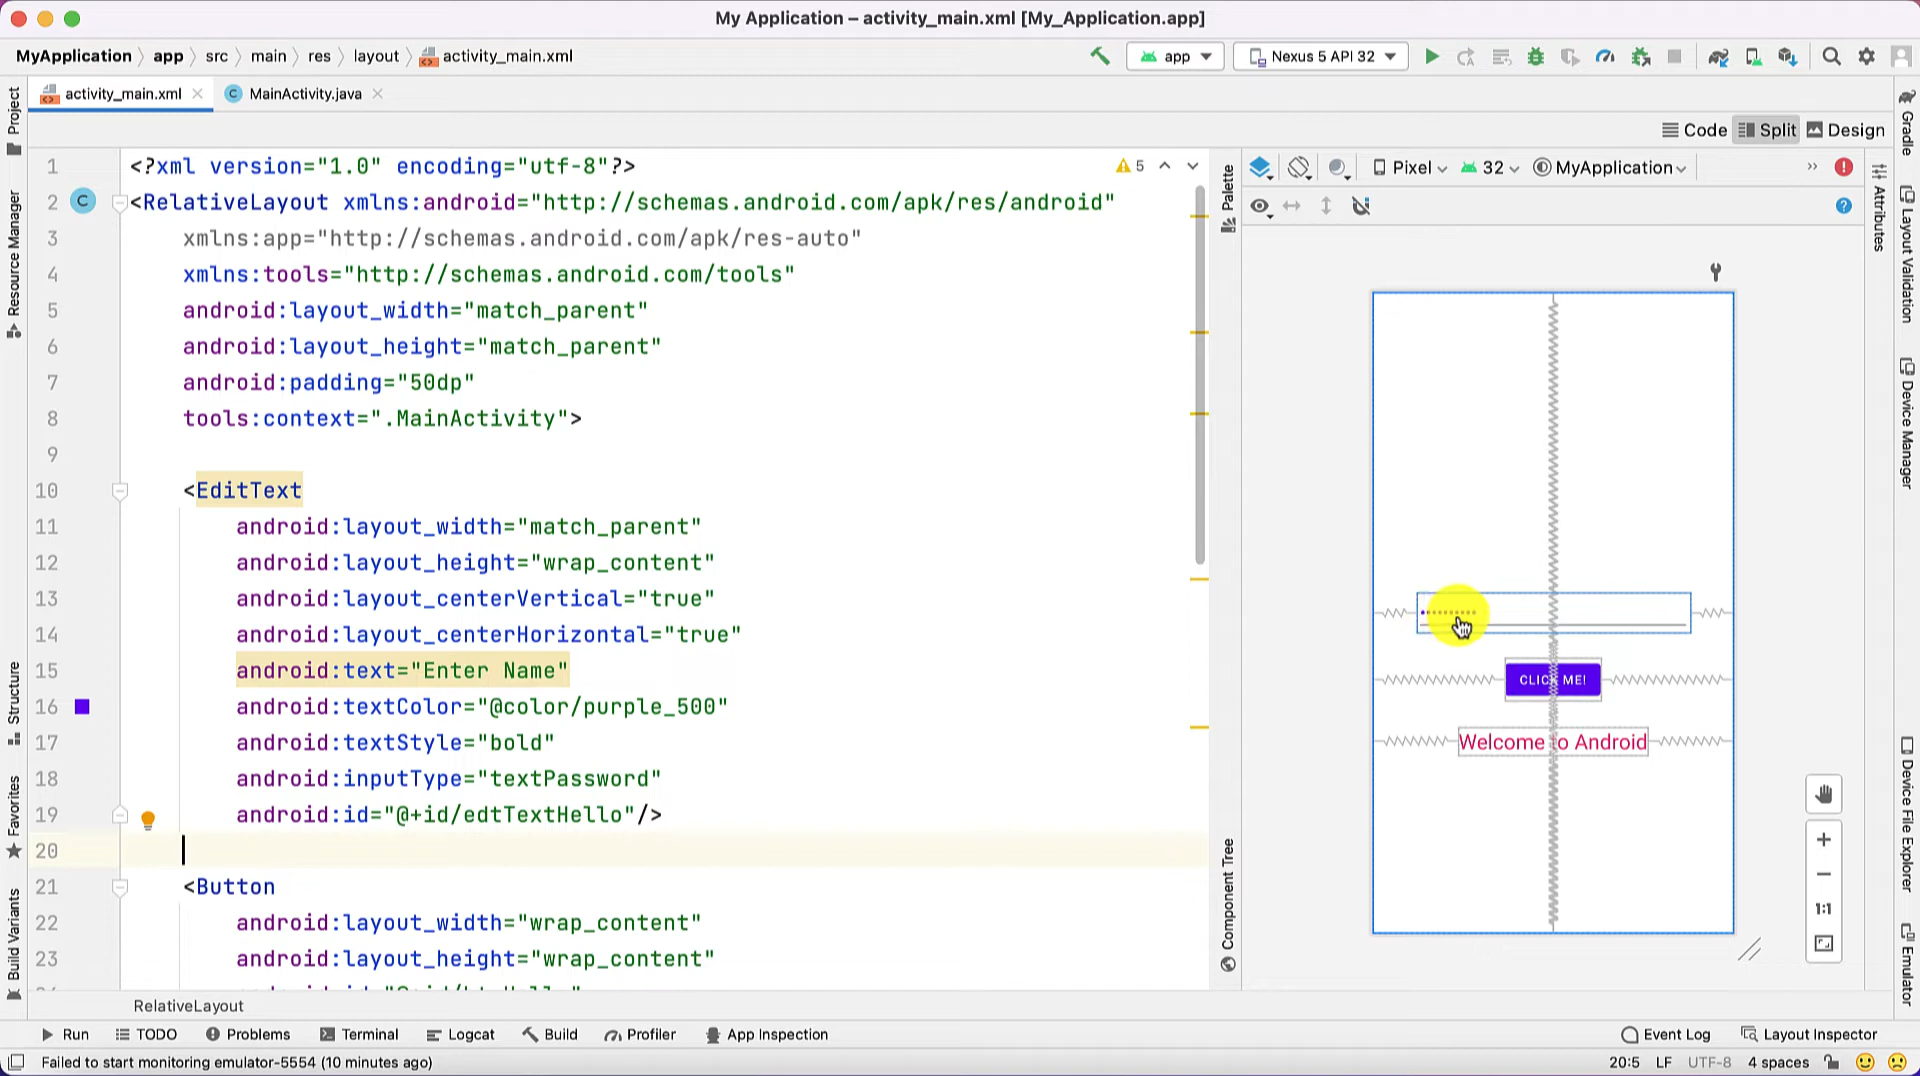 My Application – activity_main.xml [My_Application.app]
MyApplication app src main res layout activity_main.xml
app Nexus 5 API 32
activity_main.xml MainActivity.java
Code Split Design
Pixel 32 MyApplication
5
1 <?xml version="1.0" encoding="utf-8"?>
2 C <RelativeLayout xmlns:android="http://schemas.android.com/apk/res/android"
3 xmlns:app="http://schemas.android.com/apk/res-auto"
4 xmlns:tools="http://schemas.android.com/tools"
5 android:layout_width="match_parent"
6 android:layout_height="match_parent"
7 android:padding="50dp"
8 tools:context=".MainActivity">
9
10 <EditText
11 android:layout_width="match_parent"
12 android:layout_height="wrap_content"
13 android:layout_centerVertical="true"
14 android:layout_centerHorizontal="true"
15 android:text="Enter Name"
16 android:textColor="@color/purple_500"
17 android:textStyle="bold"
18 android:inputType="textPassword"
19 android:id="@+id/edtTextHello"/>
20
21 <Button
22 android:layout_width="wrap_content"
23 android:layout_height="wrap_content"
CLICK ME!
Welcome to Android
1:1
Project
Resource Manager
Structure
Favorites
Build Variants
Palette
Component Tree
Attributes
Gradle
Layout Validation
Device Manager
Device File Explorer
Emulator
RelativeLayout
Run TODO Problems Terminal Logcat Build Profiler App Inspection Event Log Layout Inspector
Failed to start monitoring emulator-5554 (10 minutes ago) 20:5 LF UTF-8 4 spaces